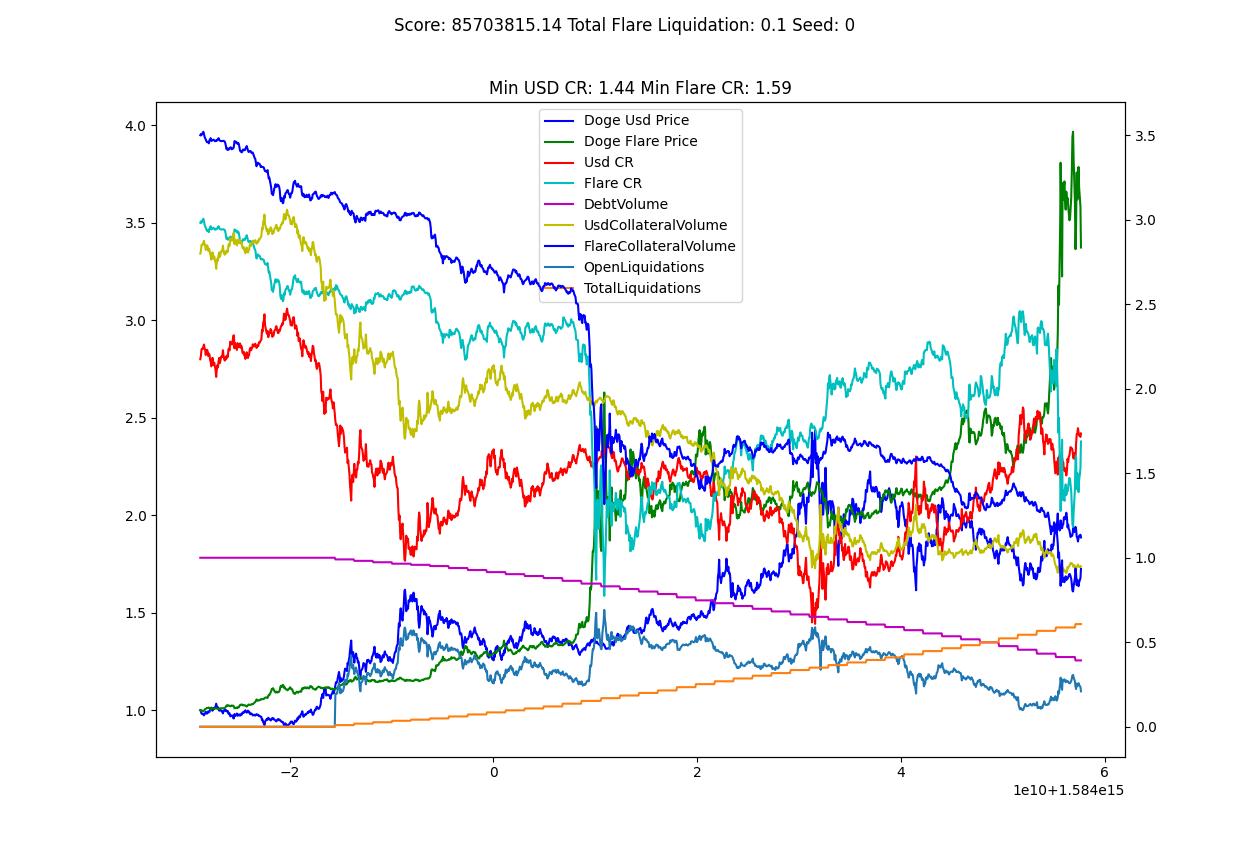 Score: 85703815.14 Total Flare Liquidation: 0.1 Seed: 0
Min USD CR: 1.44 Min Flare CR: 1.59
Doge Usd Price
Doge Flare Price
Usd CR
Flare CR
DebtVolume
UsdCollateralVolume
FlareCollateralVolume
OpenLiquidations
TotalLiquidations
4.0
3.5
3.0
2.5
2.0
1.5
1.0
3.5
3.0
2.5
2.0
1.5
1.0
0.5
0.0
−2 0 2 4 6
1e10+1.584e15